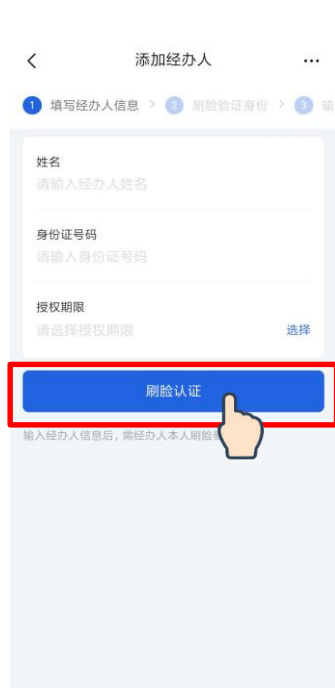 添加经办人
1 填写经办人信息 > 2 刷脸验证身份 > 3 输
姓名
请输入经办人姓名
身份证号码
请输入身份证号码
授权期限
请选择授权期限 选择
刷脸认证
输入经办人信息后，需经办人本人刷脸